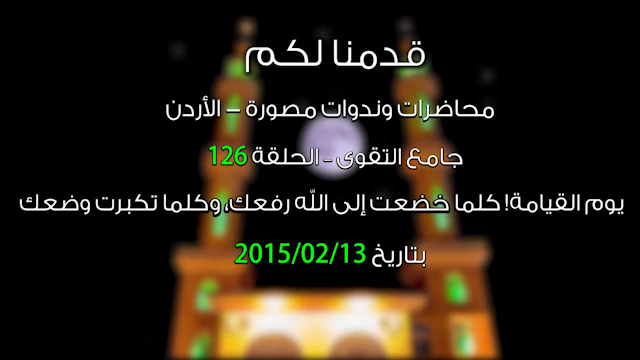 قدمنا لكم
محاضرات وندوات مصورة - الأردن
جامع التقوى - الحلقة 126
يوم القيامة! كلما خضعت إلى الله رفعك، وكلما تكبرت وضعك
بتاريخ 2015/02/13